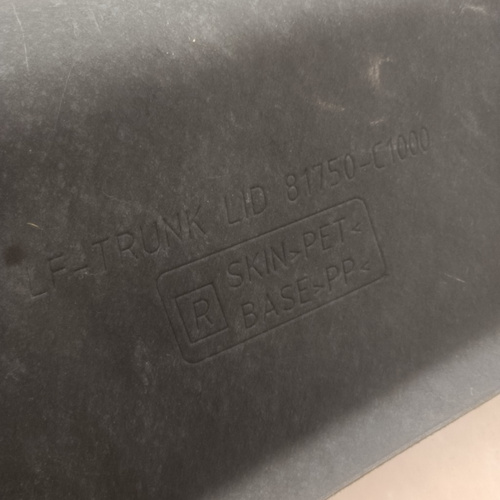 LF-TRUNK LID 81750-C1000
R
SKIN>PET<
BASE>PP<